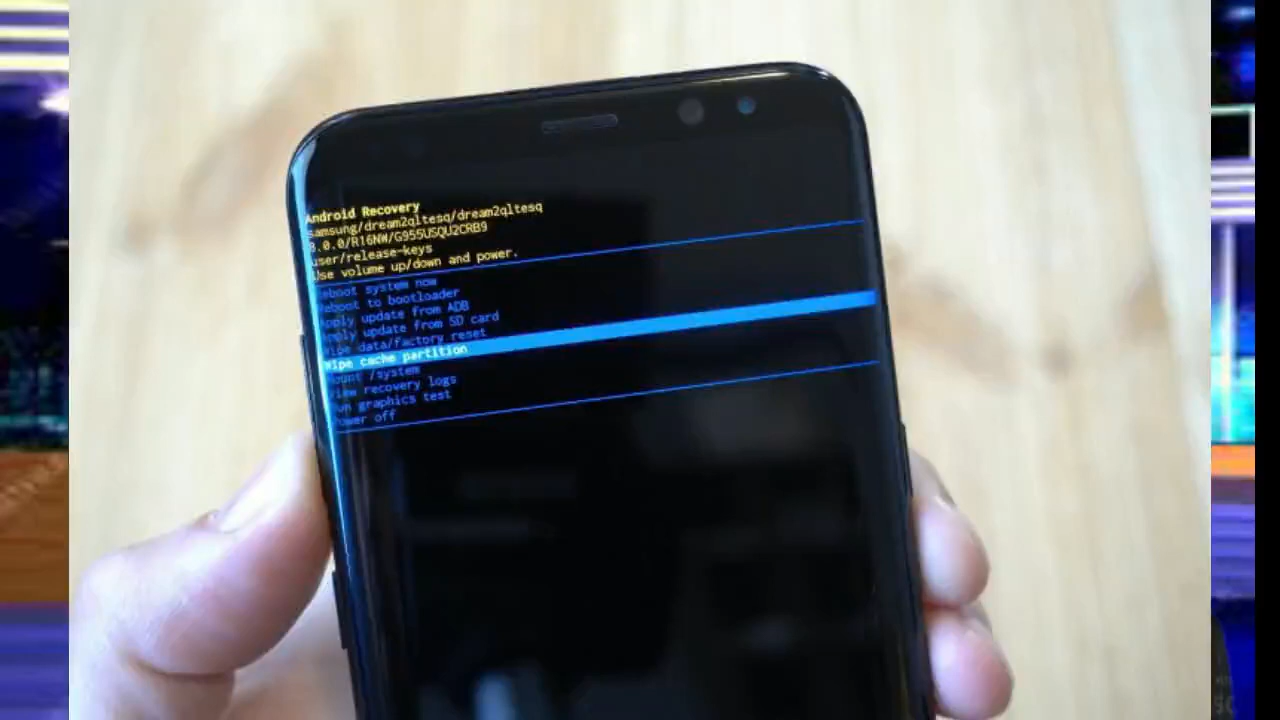 Android Recovery
samsung/dream2qltesq/dream2qltesq
8.0.0/R16NW/G955USQU2CRB9
user/release-keys
Use volume up/down and power.
Reboot system now
Reboot to bootloader
Apply update from ADB
Apply update from SD card
Wipe data/factory reset
Wipe cache partition
Mount /system
View recovery logs
Run graphics test
Power off